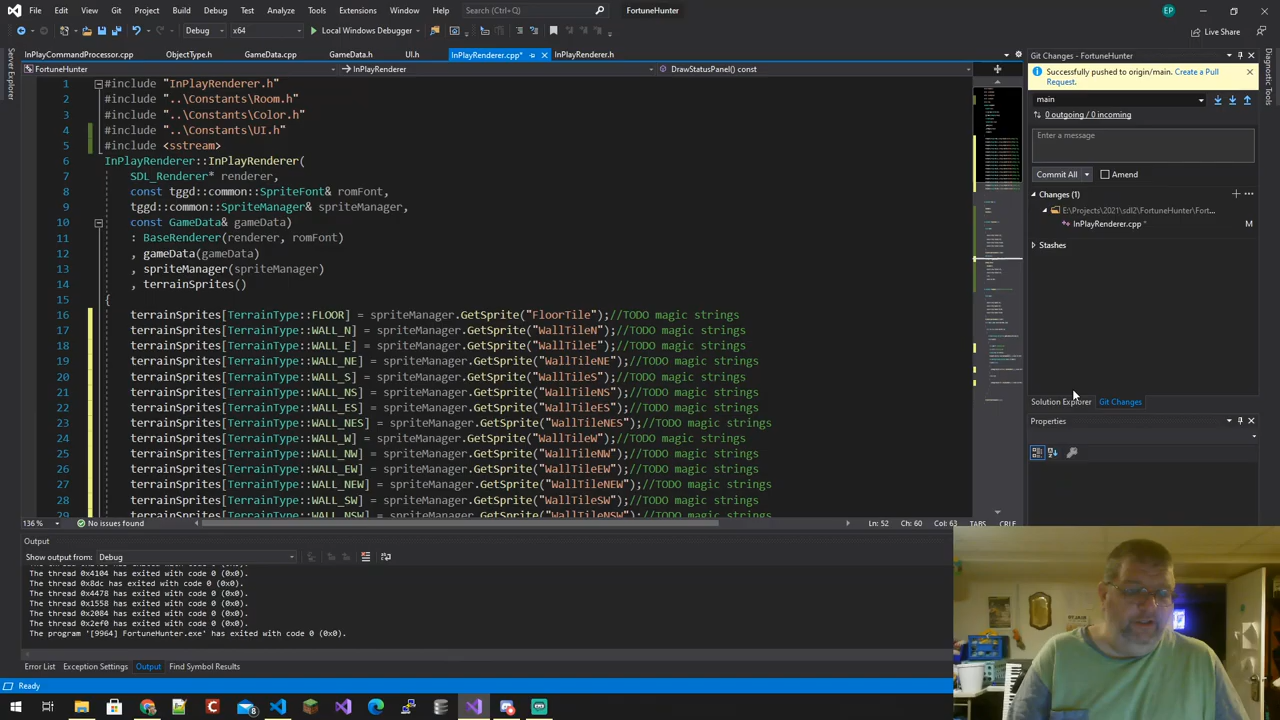 File Edit View Git Project Build Debug Test Analyze Tools Extensions Window Help Search (Ctrl+Q) FortuneHunter EP
Debug x64 Local Windows Debugger Live Share
InPlayCommandProcessor.cpp ObjectType.h GameData.cpp GameData.h UI.h InPlayRenderer.cpp* InPlayRenderer.h
FortuneHunter InPlayRenderer DrawStatusPanel() const
Server Explorer
1 #include "InPlayRenderer.h"
2 #include "..\Constants\Room.h"
3 #include "..\Constants\Color.h"
4 #include "..\Constants\UI.h"
5 #include <sstream>
6 InPlayRenderer::InPlayRenderer(
7 SDL_Renderer* renderer,
8 const tggd::common::SpriteFont& romFont,
9 tggd::common::SpriteManager& spriteManager,
10 const GameData& gameData)
11 : BaseRenderer(renderer, romFont)
12 , gameData(gameData)
13 , spriteManager(spriteManager)
14 , terrainSprites()
15 {
16 terrainSprites[TerrainType::FLOOR] = spriteManager.GetSprite("FloorTile");//TODO magic strings
17 terrainSprites[TerrainType::WALL_N] = spriteManager.GetSprite("WallTileN");//TODO magic strings
18 terrainSprites[TerrainType::WALL_E] = spriteManager.GetSprite("WallTileE");//TODO magic strings
19 terrainSprites[TerrainType::WALL_NE] = spriteManager.GetSprite("WallTileNE");//TODO magic strings
20 terrainSprites[TerrainType::WALL_S] = spriteManager.GetSprite("WallTileS");//TODO magic strings
21 terrainSprites[TerrainType::WALL_NS] = spriteManager.GetSprite("WallTileNS");//TODO magic strings
22 terrainSprites[TerrainType::WALL_ES] = spriteManager.GetSprite("WallTileES");//TODO magic strings
23 terrainSprites[TerrainType::WALL_NES] = spriteManager.GetSprite("WallTileNES");//TODO magic strings
24 terrainSprites[TerrainType::WALL_W] = spriteManager.GetSprite("WallTileW");//TODO magic strings
25 terrainSprites[TerrainType::WALL_NW] = spriteManager.GetSprite("WallTileNW");//TODO magic strings
26 terrainSprites[TerrainType::WALL_EW] = spriteManager.GetSprite("WallTileEW");//TODO magic strings
27 terrainSprites[TerrainType::WALL_NEW] = spriteManager.GetSprite("WallTileNEW");//TODO magic strings
28 terrainSprites[TerrainType::WALL_SW] = spriteManager.GetSprite("WallTileSW");//TODO magic strings
29 terrainSprites[TerrainType::WALL_NSW] = spriteManager.GetSprite("WallTileNSW");//TODO magic strings
136 % No issues found Ln: 52 Ch: 60 Col: 63 TABS CRLF
Output
Show output from: Debug
The thread 0x4104 has exited with code 0 (0x0).
The thread 0x8dc has exited with code 0 (0x0).
The thread 0x4478 has exited with code 0 (0x0).
The thread 0x1558 has exited with code 0 (0x0).
The thread 0x2084 has exited with code 0 (0x0).
The thread 0x2ef0 has exited with code 0 (0x0).
The program '[9964] FortuneHunter.exe' has exited with code 0 (0x0).
Error List Exception Settings Output Find Symbol Results
Ready
Git Changes - FortuneHunter
Successfully pushed to origin/main. Create a Pull
Request.
main
0 outgoing / 0 incoming
Enter a message
Commit All Amend
Changes (1)
E:\Projects\2021\sdl2\FortuneHunter\Fort...
InPlayRenderer.cpp * M
Stashes
Solution Explorer Git Changes
Properties
Diagnostic Tools